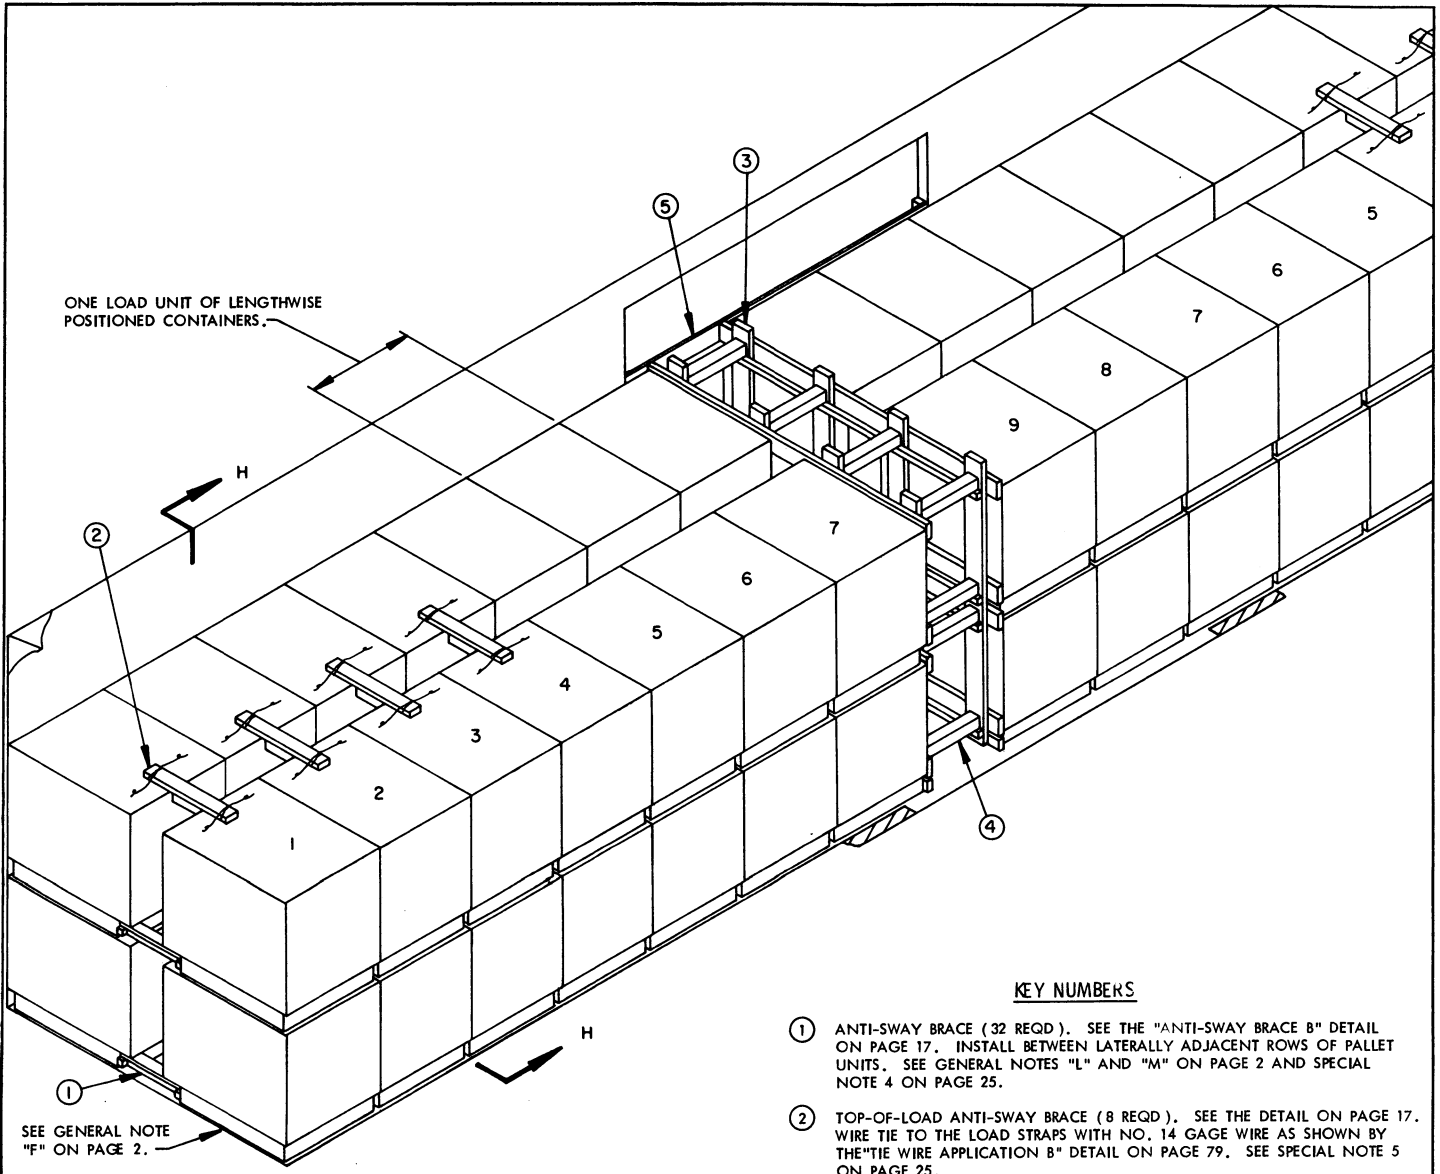 ONE LOAD UNIT OF LENGTHWISE
POSITIONED CONTAINERS.
5
3
5
6
7
8
9
H
2
7
6
5
4
3
2
1
4
H
1
SEE GENERAL NOTE
"F" ON PAGE 2.
KEY NUMBERS
1 ANTI-SWAY BRACE (32 REQD). SEE THE "ANTI-SWAY BRACE B" DETAIL
ON PAGE 17. INSTALL BETWEEN LATERALLY ADJACENT ROWS OF PALLET
UNITS. SEE GENERAL NOTES "L" AND "M" ON PAGE 2 AND SPECIAL
NOTE 4 ON PAGE 25.
2 TOP-OF-LOAD ANTI-SWAY BRACE (8 REQD). SEE THE DETAIL ON PAGE 17.
WIRE TIE TO THE LOAD STRAPS WITH NO. 14 GAGE WIRE AS SHOWN BY
THE"TIE WIRE APPLICATION B" DETAIL ON PAGE 79. SEE SPECIAL NOTE 5
ON PAGE 25.